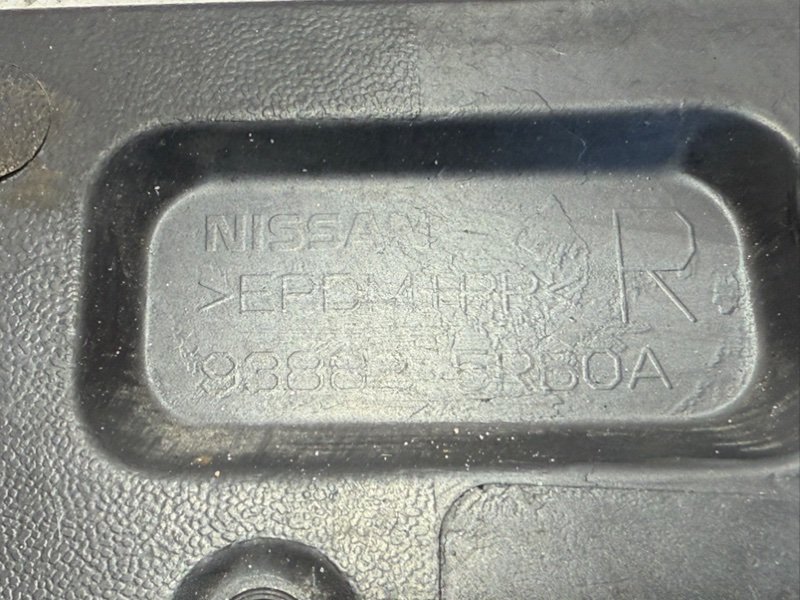 NISSAN
R
>EPDM+PP<
93882 5RB0A